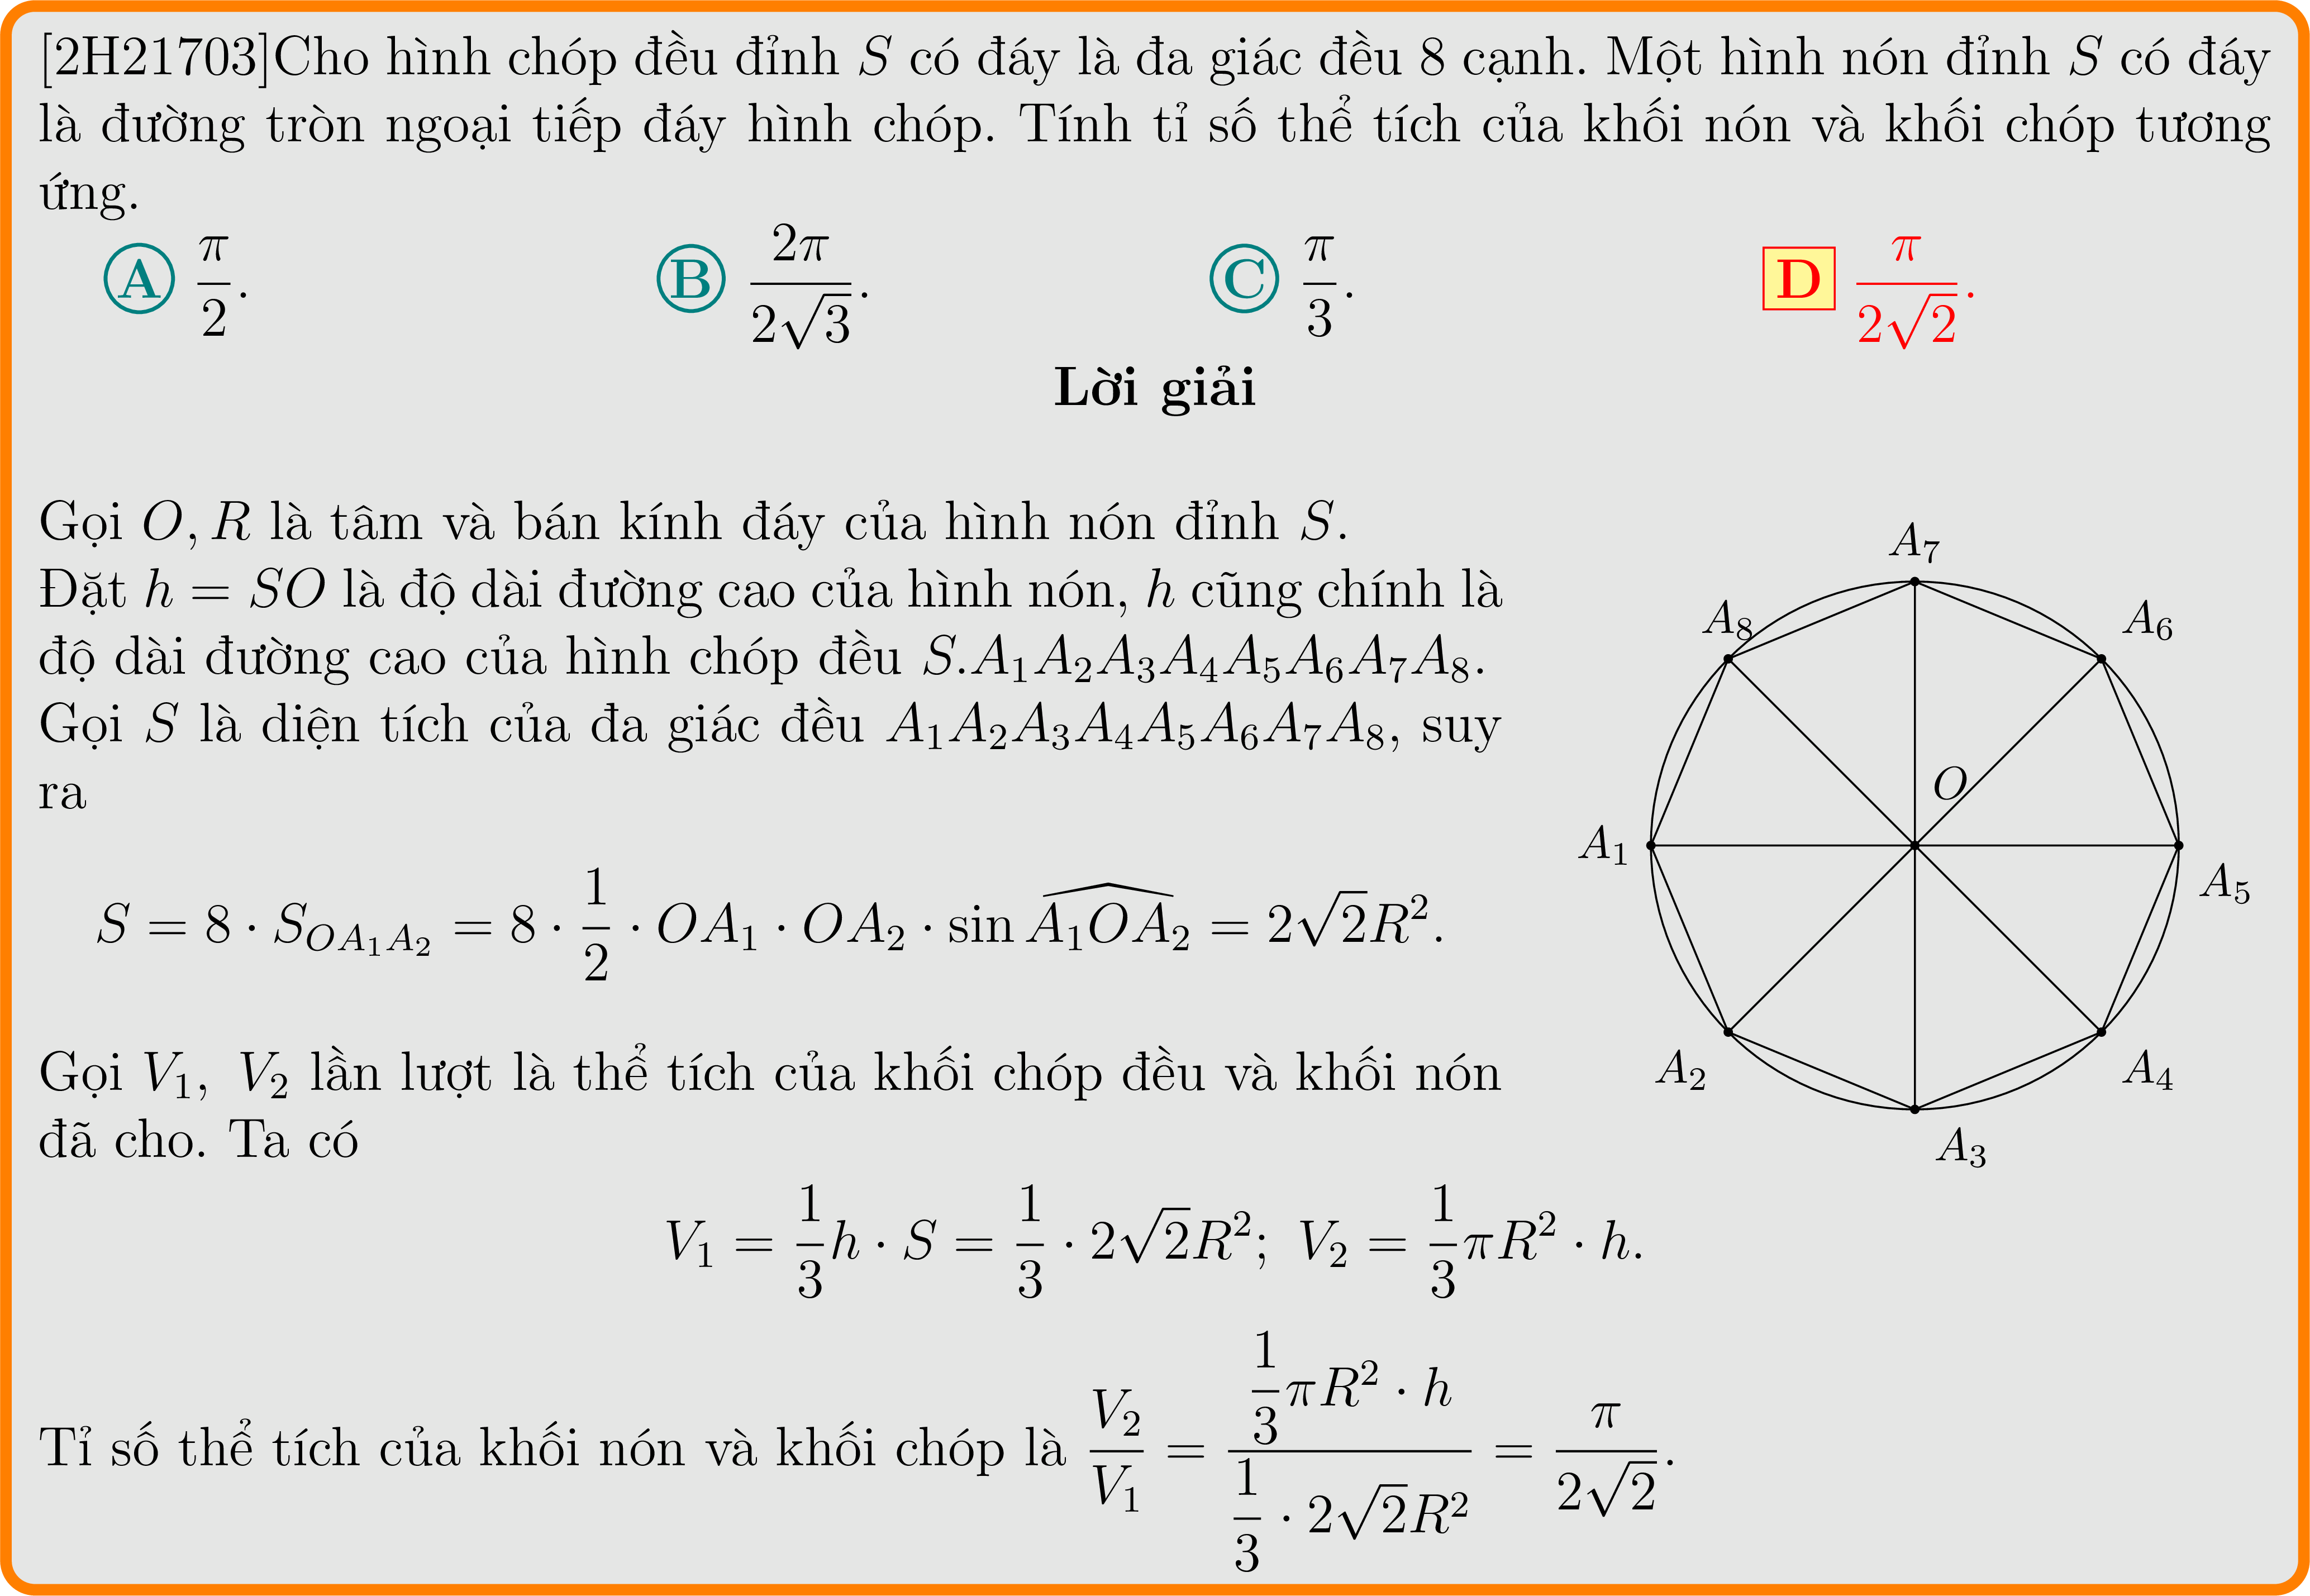 [2H21703]Cho hình chóp đều đỉnh S có đáy là đa giác đều 8 cạnh. Một hình nón đỉnh S có đáy
là đường tròn ngoại tiếp đáy hình chóp. Tính tỉ số thể tích của khối nón và khối chóp tương
ứng.
A $\frac{\pi}{2}$. B $\frac{2\pi}{2\sqrt{3}}$. C $\frac{\pi}{3}$. D $\frac{\pi}{2\sqrt{2}}$.
Lời giải
Gọi O, R là tâm và bán kính đáy của hình nón đỉnh S.
Đặt h = SO là độ dài đường cao của hình nón, h cũng chính là
độ dài đường cao của hình chóp đều $S.A_1A_2A_3A_4A_5A_6A_7A_8$.
Gọi S là diện tích của đa giác đều $A_1A_2A_3A_4A_5A_6A_7A_8$, suy
ra
$S = 8 \cdot S_{OA_1A_2} = 8 \cdot \frac{1}{2} \cdot OA_1 \cdot OA_2 \cdot \sin \widehat{A_1OA_2} = 2\sqrt{2}R^2.$
Gọi $V_1$, $V_2$ lần lượt là thể tích của khối chóp đều và khối nón
đã cho. Ta có
$V_1 = \frac{1}{3}h \cdot S = \frac{1}{3} \cdot 2\sqrt{2}R^2; \ V_2 = \frac{1}{3}\pi R^2 \cdot h.$
Tỉ số thể tích của khối nón và khối chóp là $\frac{V_2}{V_1} = \frac{\frac{1}{3}\pi R^2 \cdot h}{\frac{1}{3} \cdot 2\sqrt{2}R^2} = \frac{\pi}{2\sqrt{2}}$.
$A_7$
$A_8$
$A_6$
O
$A_1$
$A_5$
$A_2$
$A_4$
$A_3$